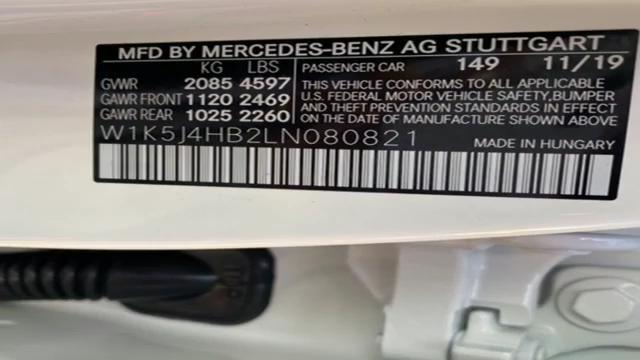 MFD BY MERCEDES-BENZ AG STUTTGART
KG LBS
GVWR 2085 4597
GAWR FRONT 1120 2469
GAWR REAR 1025 2260
PASSENGER CAR 149 11/19
THIS VEHICLE CONFORMS TO ALL APPLICABLE
U.S. FEDERAL MOTOR VEHICLE SAFETY, BUMPER
AND THEFT PREVENTION STANDARDS IN EFFECT
ON THE DATE OF MANUFACTURE SHOWN ABOVE
W1K5J4HB2LN080821
MADE IN HUNGARY